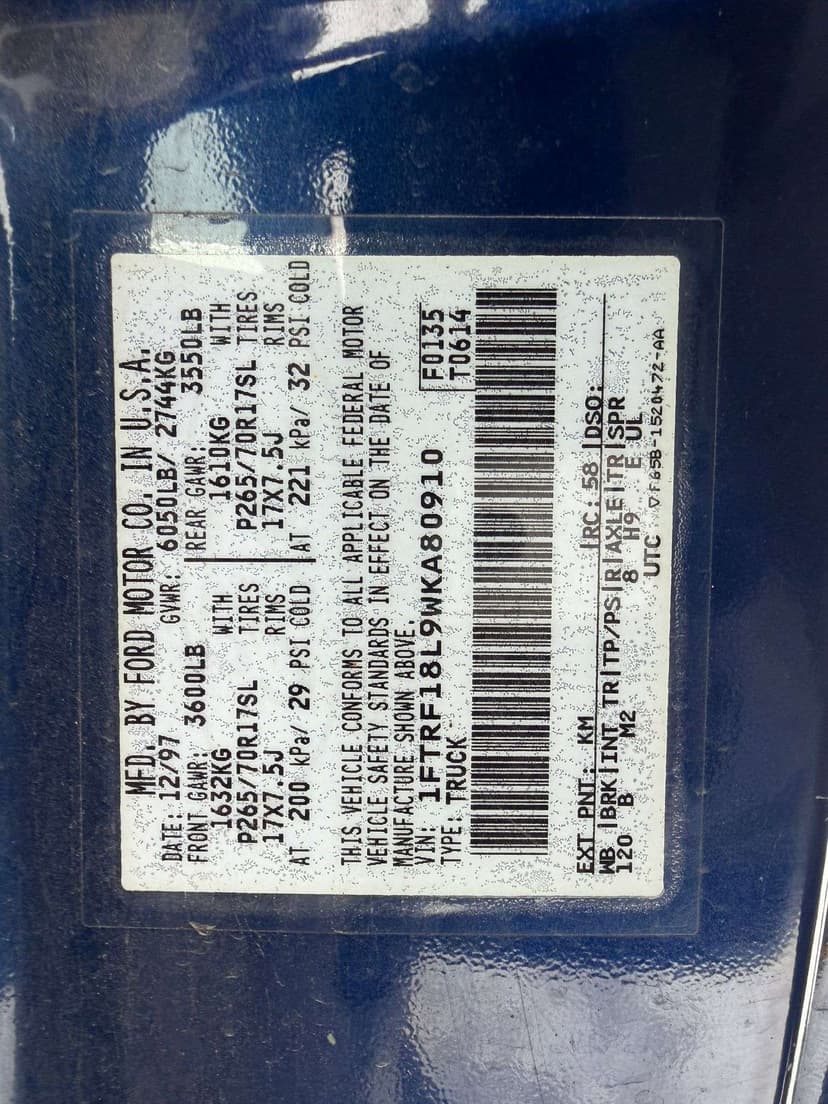 MFD. BY FORD MOTOR CO. IN U.S.A.
DATE: 12/97 GVWR: 6050LB/ 2744KG
FRONT GAWR: 3600LB REAR GAWR: 3550LB
1632KG WITH 1610KG WITH
P265/70R17SL TIRES P265/70R17SL TIRES
17X7.5J RIMS 17X7.5J RIMS
AT 200 kPa/ 29 PSI COLD AT 221 kPa/ 32 PSI COLD
THIS VEHICLE CONFORMS TO ALL APPLICABLE FEDERAL MOTOR
VEHICLE SAFETY STANDARDS IN EFFECT ON THE DATE OF
MANUFACTURE SHOWN ABOVE.
VIN: 1FTRF18L9WKA80910 F0135
TYPE: TRUCK T0614
EXT PNT: KM RC: 58 DSO:
WB BRK INT TR TP/PS R AXLE TR SPR
120 B M2 8 H9 E UL
UTC ▽F65B-1520472-AA